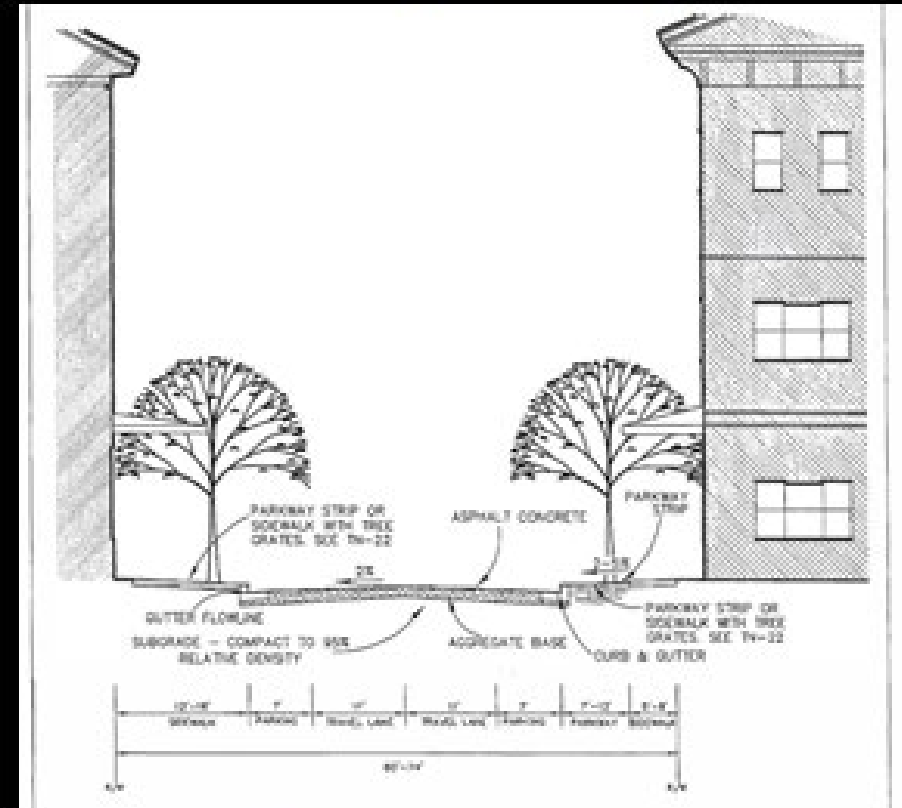 PARKWAY STRIP OR
SIDEWALK WITH TREE
GRATES. SEE TN-22
ASPHALT CONCRETE
PARKWAY
STRIP
2%
GUTTER FLOWLINE
SUBGRADE - COMPACT TO 95%
RELATIVE DENSITY
AGGREGATE BASE
CURB & GUTTER
PARKWAY STRIP OR
SIDEWALK WITH TREE
GRATES. SEE TN-22
SIDEWALK
PARKING
TRAVEL LANE
TRAVEL LANE
PARKING
PARKWAY
SIDEWALK
R/W
R/W